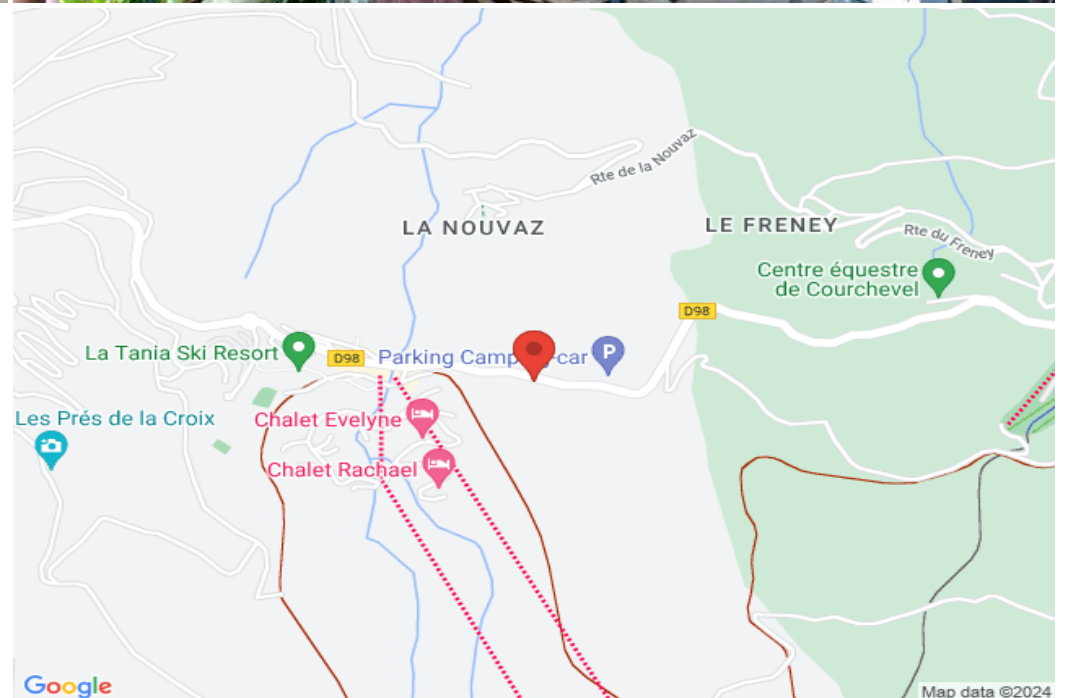 Rte de la Nouvaz
LA NOUVAZ
LE FRENEY
Rte du Freney
Centre équestre
de Courchevel
D98
La Tania Ski Resort
D98
Parking Camp
-car
P
Les Prés de la Croix
Chalet Evelyne
Chalet Rachael
Google
Map data ©2024